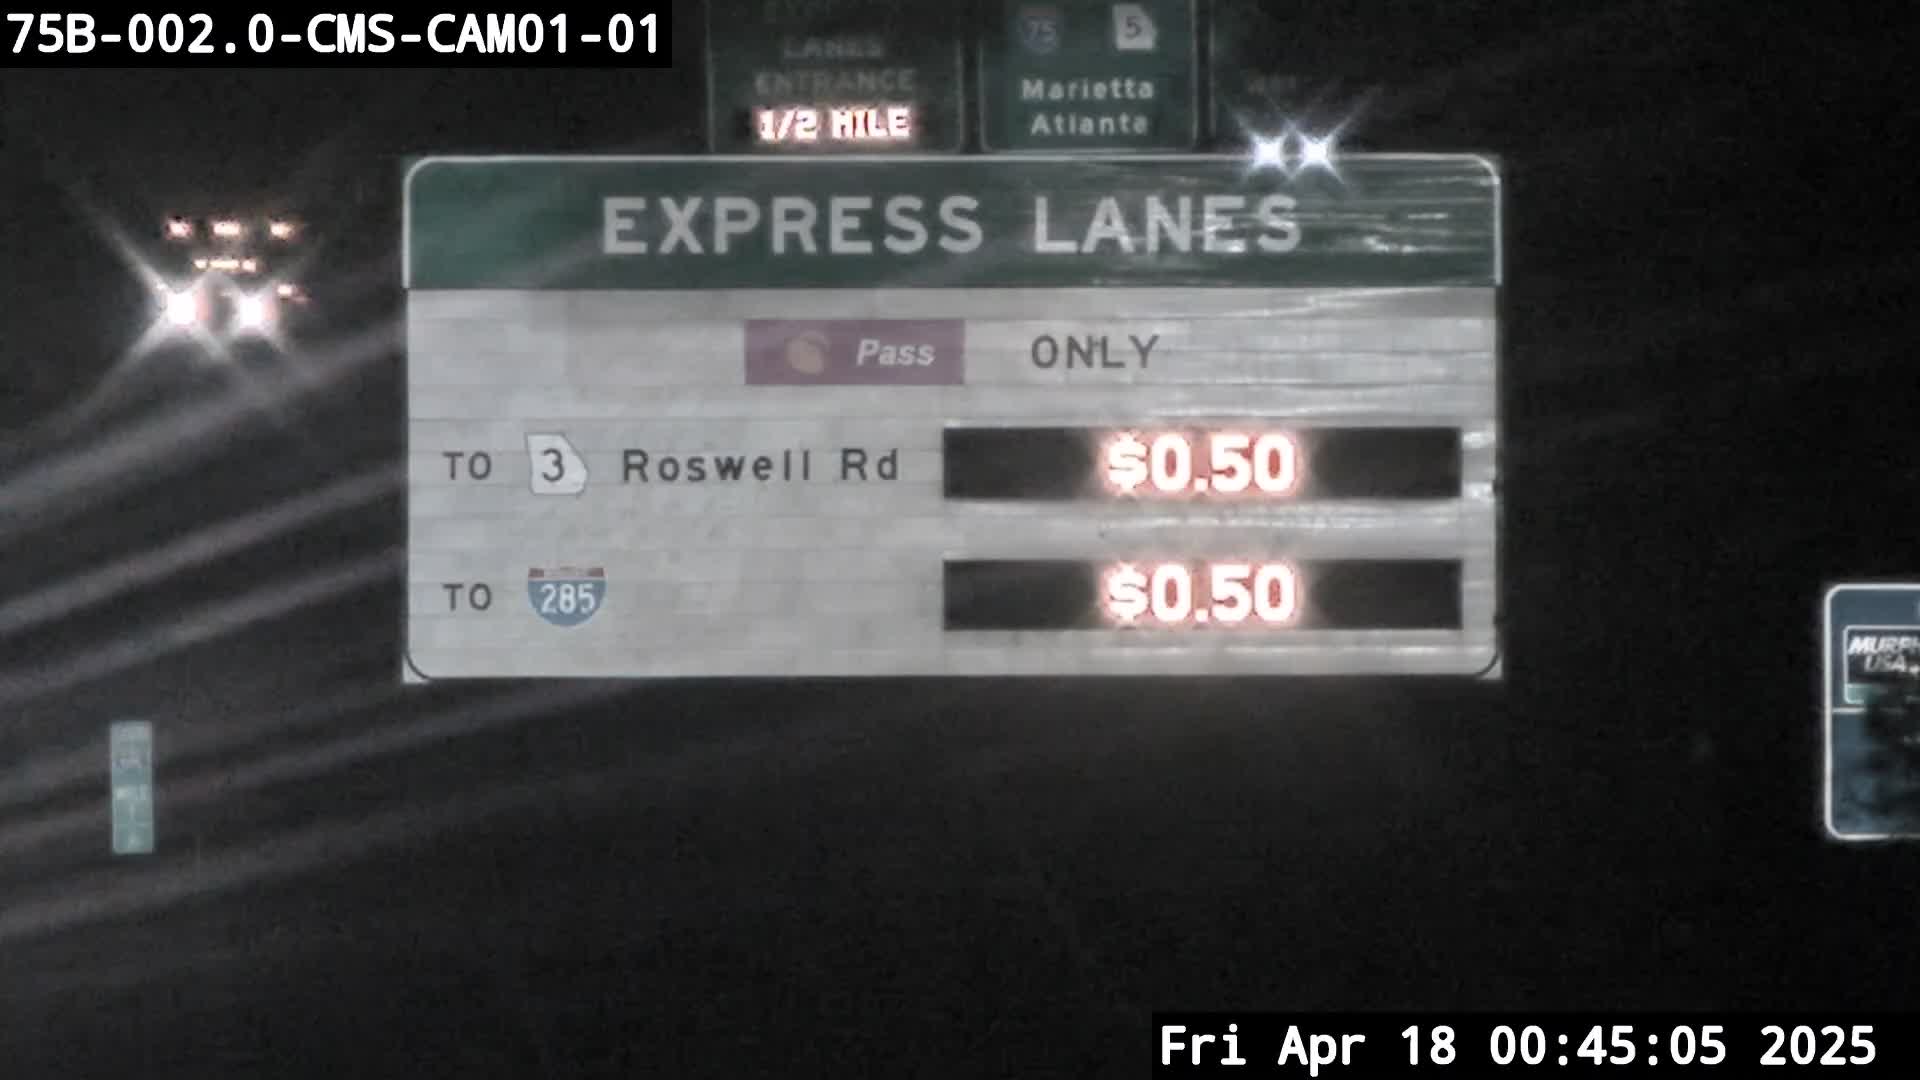 75B-002.0-CMS-CAM01-01
LANES
ENTRANCE
1/2 MILE
75 5
Marietta
Atlanta
EXPRESS LANES
Pass ONLY
TO 3 Roswell Rd $0.50
TO 285 $0.50
USA
Fri Apr 18 00:45:05 2025